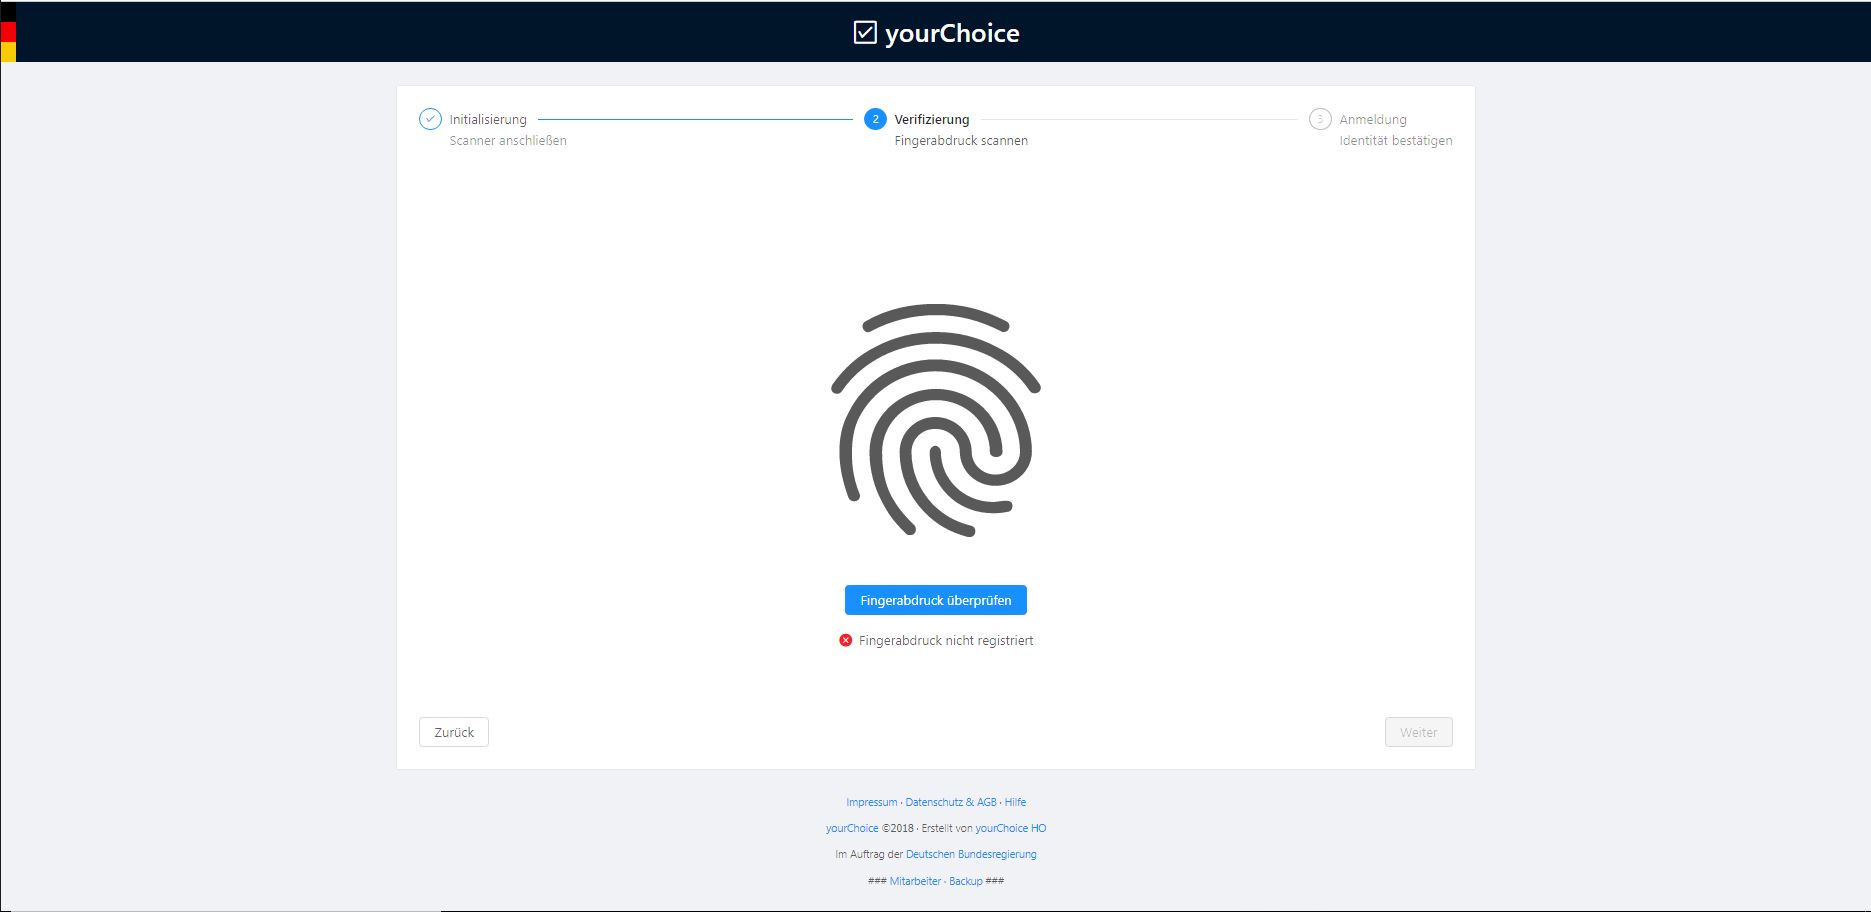 yourChoice
Initialisierung
Scanner anschließen
2 Verifizierung
Fingerabdruck scannen
3 Anmeldung
Identität bestätigen
Fingerabdruck überprüfen
Fingerabdruck nicht registriert
Zurück
Weiter
Impressum · Datenschutz & AGB · Hilfe
yourChoice ©2018 · Erstellt von yourChoice HO
Im Auftrag der Deutschen Bundesregierung
### Mitarbeiter · Backup ###